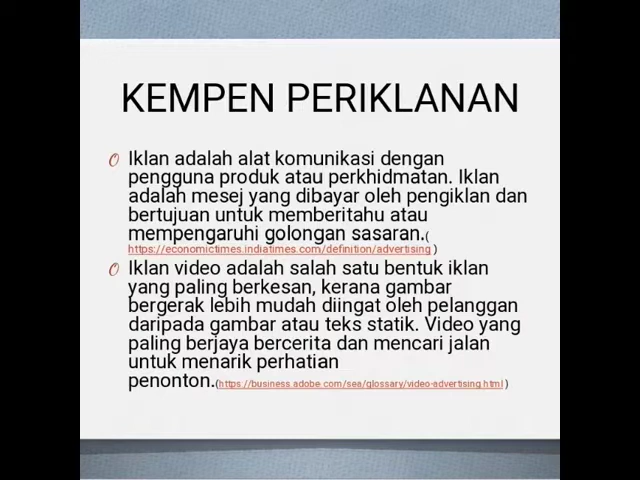 KEMPEN PERIKLANAN
Iklan adalah alat komunikasi dengan
pengguna produk atau perkhidmatan. Iklan
adalah mesej yang dibayar oleh pengiklan dan
bertujuan untuk memberitahu atau
mempengaruhi golongan sasaran.(
https://economictimes.indiatimes.com/definition/advertising )
Iklan video adalah salah satu bentuk iklan
yang paling berkesan, kerana gambar
bergerak lebih mudah diingat oleh pelanggan
daripada gambar atau teks statik. Video yang
paling berjaya bercerita dan mencari jalan
untuk menarik perhatian
penonton.(https://business.adobe.com/sea/glossary/video-advertising.html )